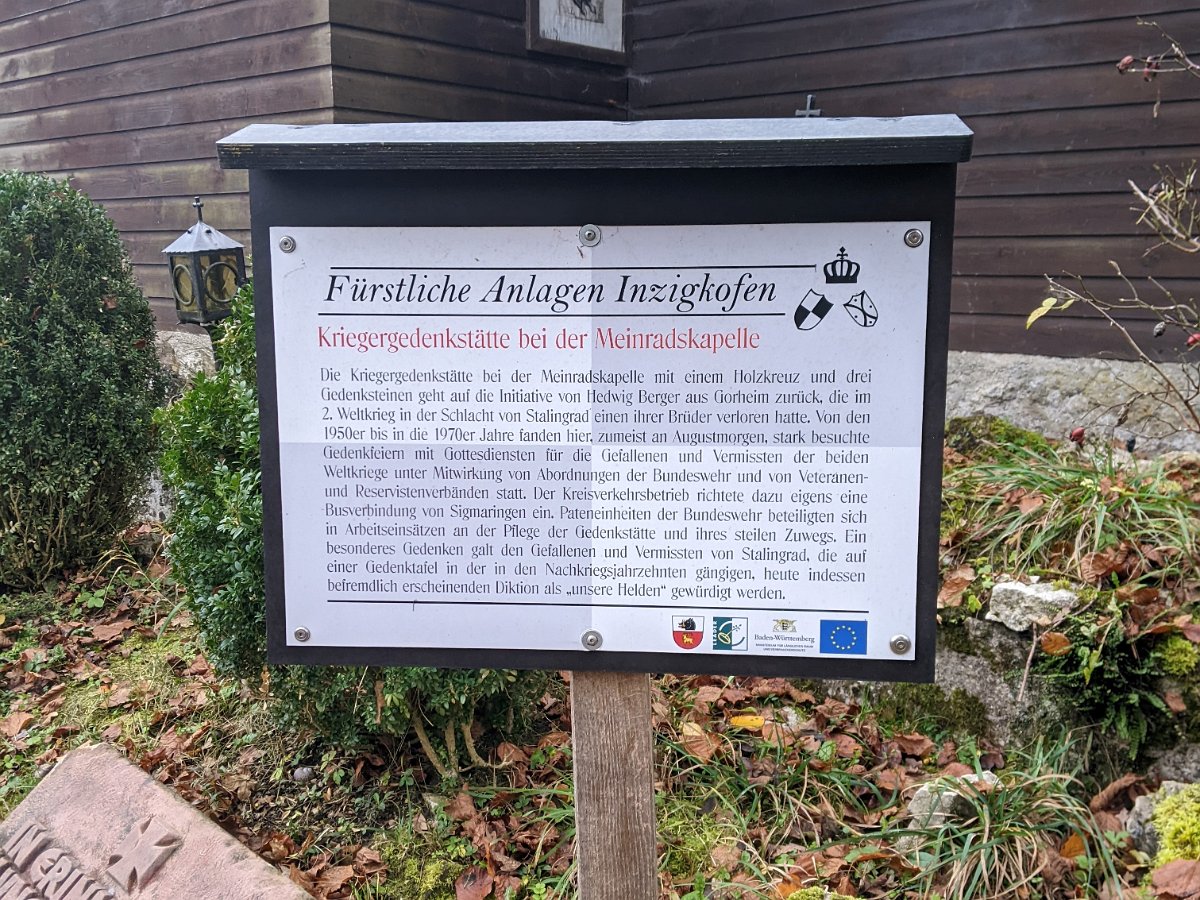 Fürstliche Anlagen Inzigkofen
Kriegergedenkstätte bei der Meinradskapelle
Die Kriegergedenkstätte bei der Meinradskapelle mit einem Holzkreuz und drei
Gedenksteinen geht auf die Initiative von Hedwig Berger aus Gorheim zurück, die im
2. Weltkrieg in der Schlacht von Stalingrad einen ihrer Brüder verloren hatte. Von den
1950er bis in die 1970er Jahre fanden hier, zumeist an Augustmorgen, stark besuchte
Gedenkfeiern mit Gottesdiensten für die Gefallenen und Vermissten der beiden
Weltkriege unter Mitwirkung von Abordnungen der Bundeswehr und von Veteranen-
und Reservistenverbänden statt. Der Kreisverkehrsbetrieb richtete dazu eigens eine
Busverbindung von Sigmaringen ein. Pateneinheiten der Bundeswehr beteiligten sich
in Arbeitseinsätzen an der Pflege der Gedenkstätte und ihres steilen Zuwegs. Ein
besonderes Gedenken galt den Gefallenen und Vermissten von Stalingrad, die auf
einer Gedenktafel in der in den Nachkriegsjahrzehnten gängigen, heute indessen
befremdlich erscheinenden Diktion als „unsere Helden“ gewürdigt werden.
Baden-Württemberg